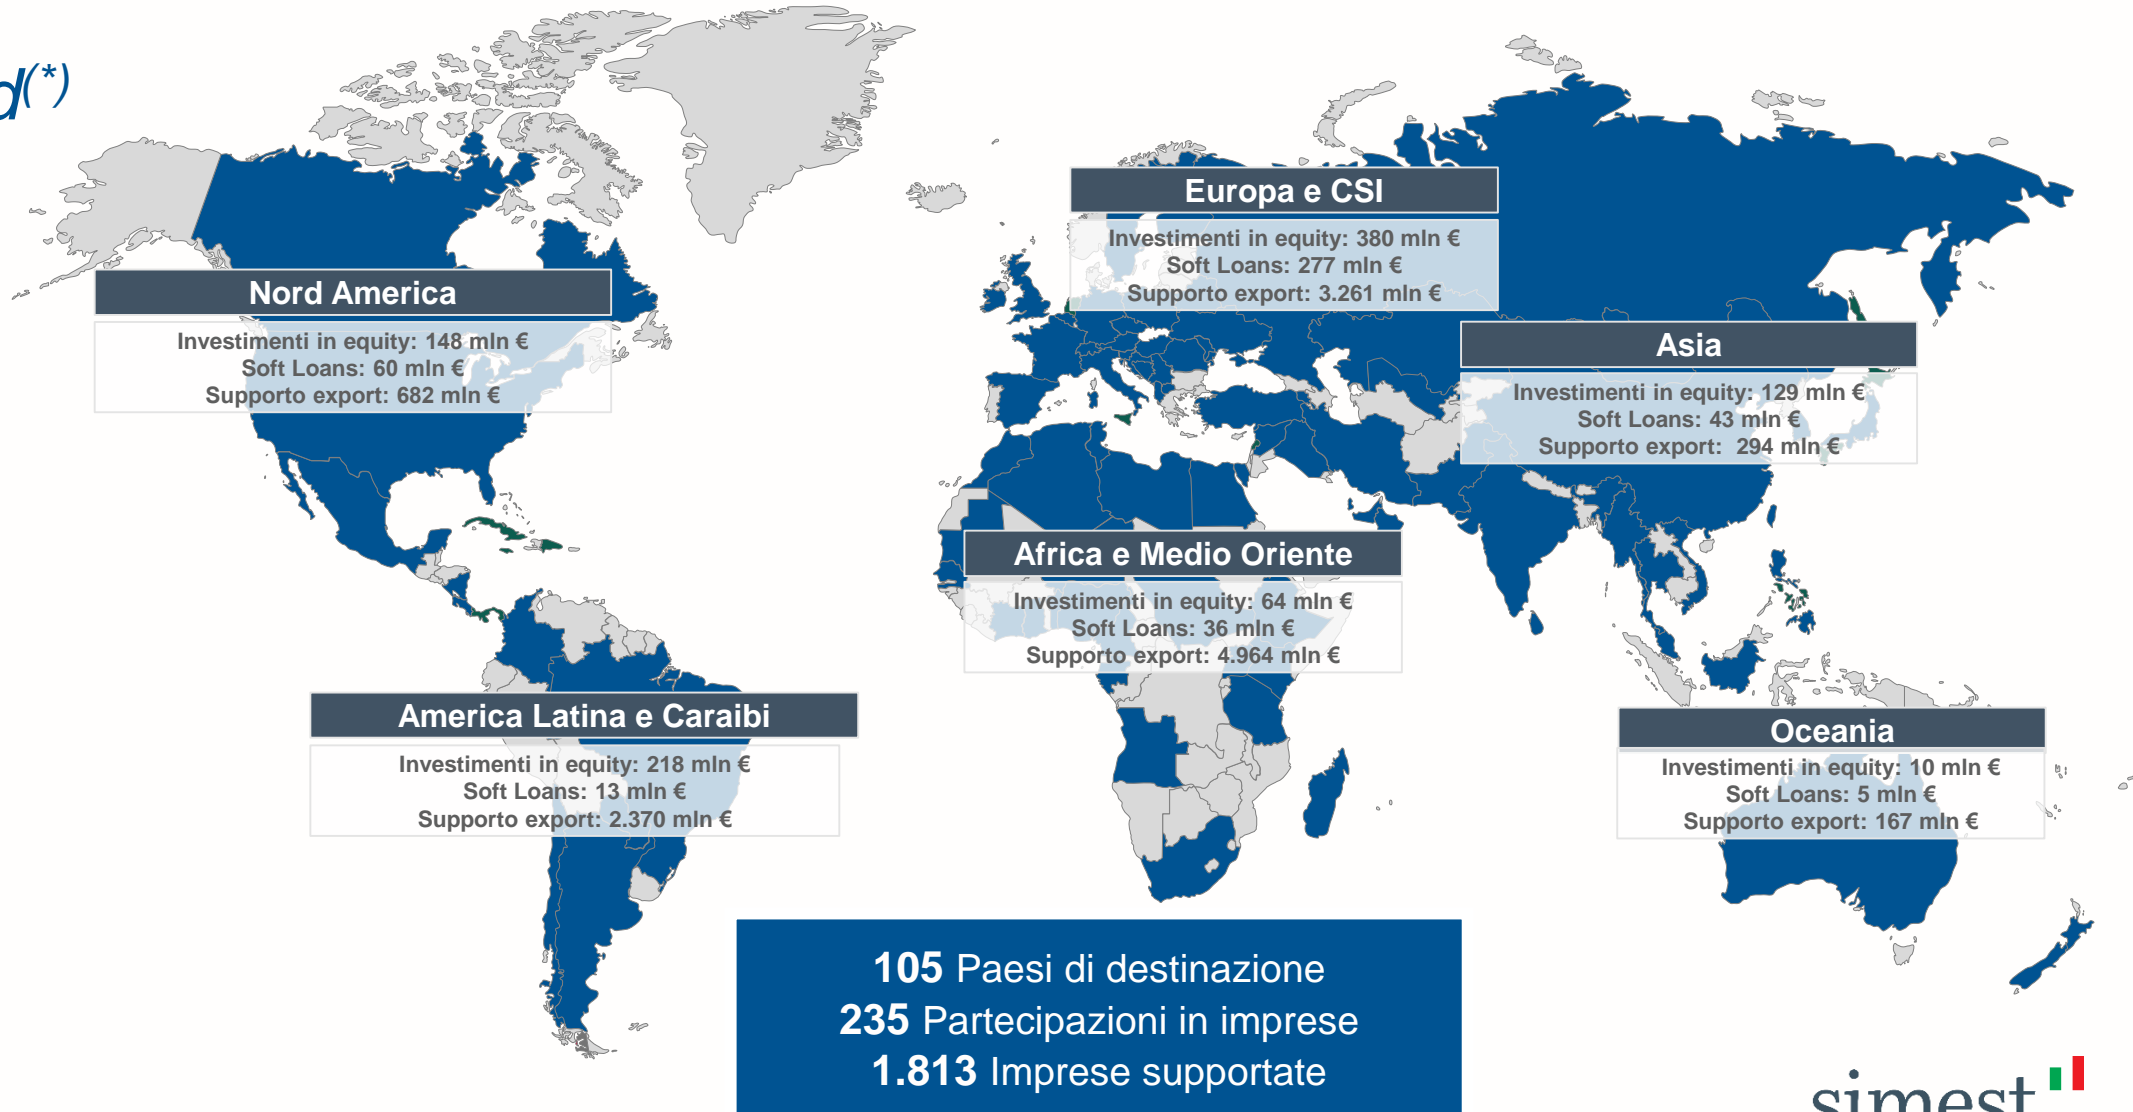 d(*)
Europa e CSI
Investimenti in equity: 380 mln €
Soft Loans: 277 mln €
Supporto export: 3.261 mln €
Nord America
Investimenti in equity: 148 mln €
Soft Loans: 60 mln €
Supporto export: 682 mln €
Asia
Investimenti in equity: 129 mln €
Soft Loans: 43 mln €
Supporto export: 294 mln €
Africa e Medio Oriente
Investimenti in equity: 64 mln €
Soft Loans: 36 mln €
Supporto export: 4.964 mln €
America Latina e Caraibi
Investimenti in equity: 218 mln €
Soft Loans: 13 mln €
Supporto export: 2.370 mln €
Oceania
Investimenti in equity: 10 mln €
Soft Loans: 5 mln €
Supporto export: 167 mln €
105 Paesi di destinazione
235 Partecipazioni in imprese
1.813 Imprese supportate
simest